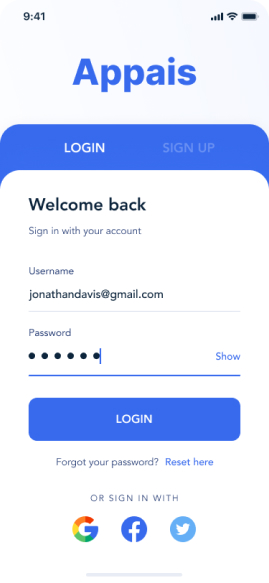 9:41
Appais
LOGIN SIGN UP
Welcome back
Sign in with your account
Username
jonathandavis@gmail.com
Password
Show
LOGIN
Forgot your password? Reset here
OR SIGN IN WITH